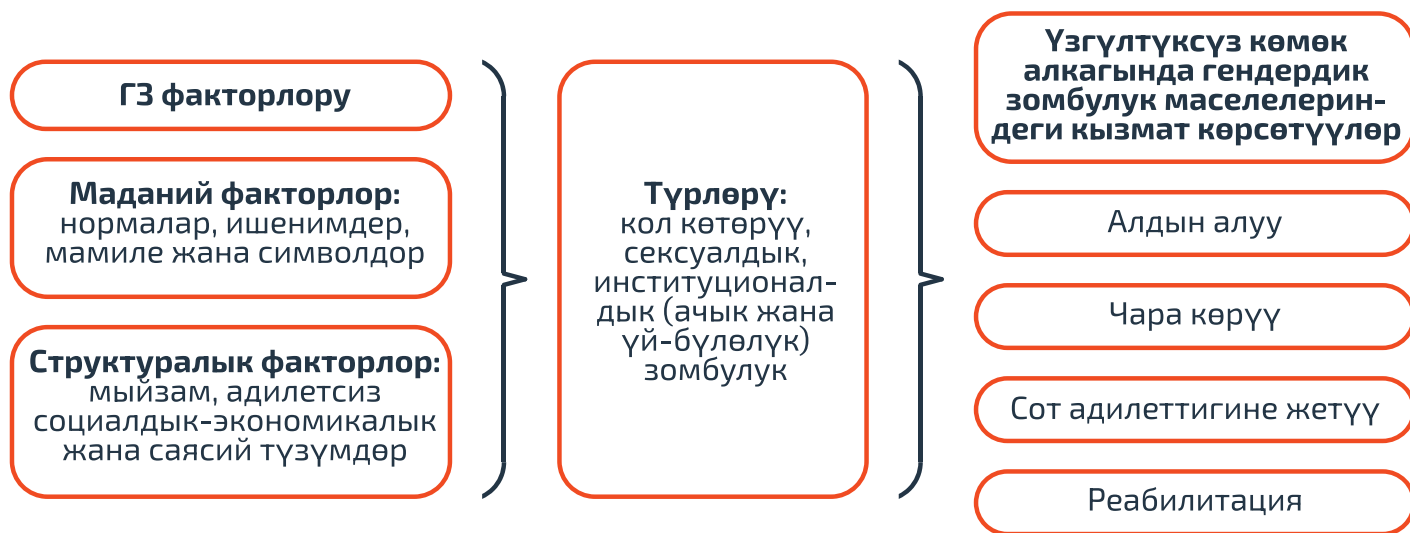 ГЗ факторлору
Маданий факторлор:
нормалар, ишенимдер,
мамиле жана символдор
Структуралык факторлор:
мыйзам, адилетсиз
социалдык-экономикалык
жана саясий түзүмдөр
Түрлөрү:
кол көтөрүү,
сексуалдык,
институционал-
дык (ачык жана
үй-бүлөлүк)
зомбулук
Үзгүлтүксүз көмөк
алкагында гендердик
зомбулук маселелерин-
деги кызмат көрсөтүүлөр
Алдын алуу
Чара көрүү
Сот адилеттигине жетүү
Реабилитация